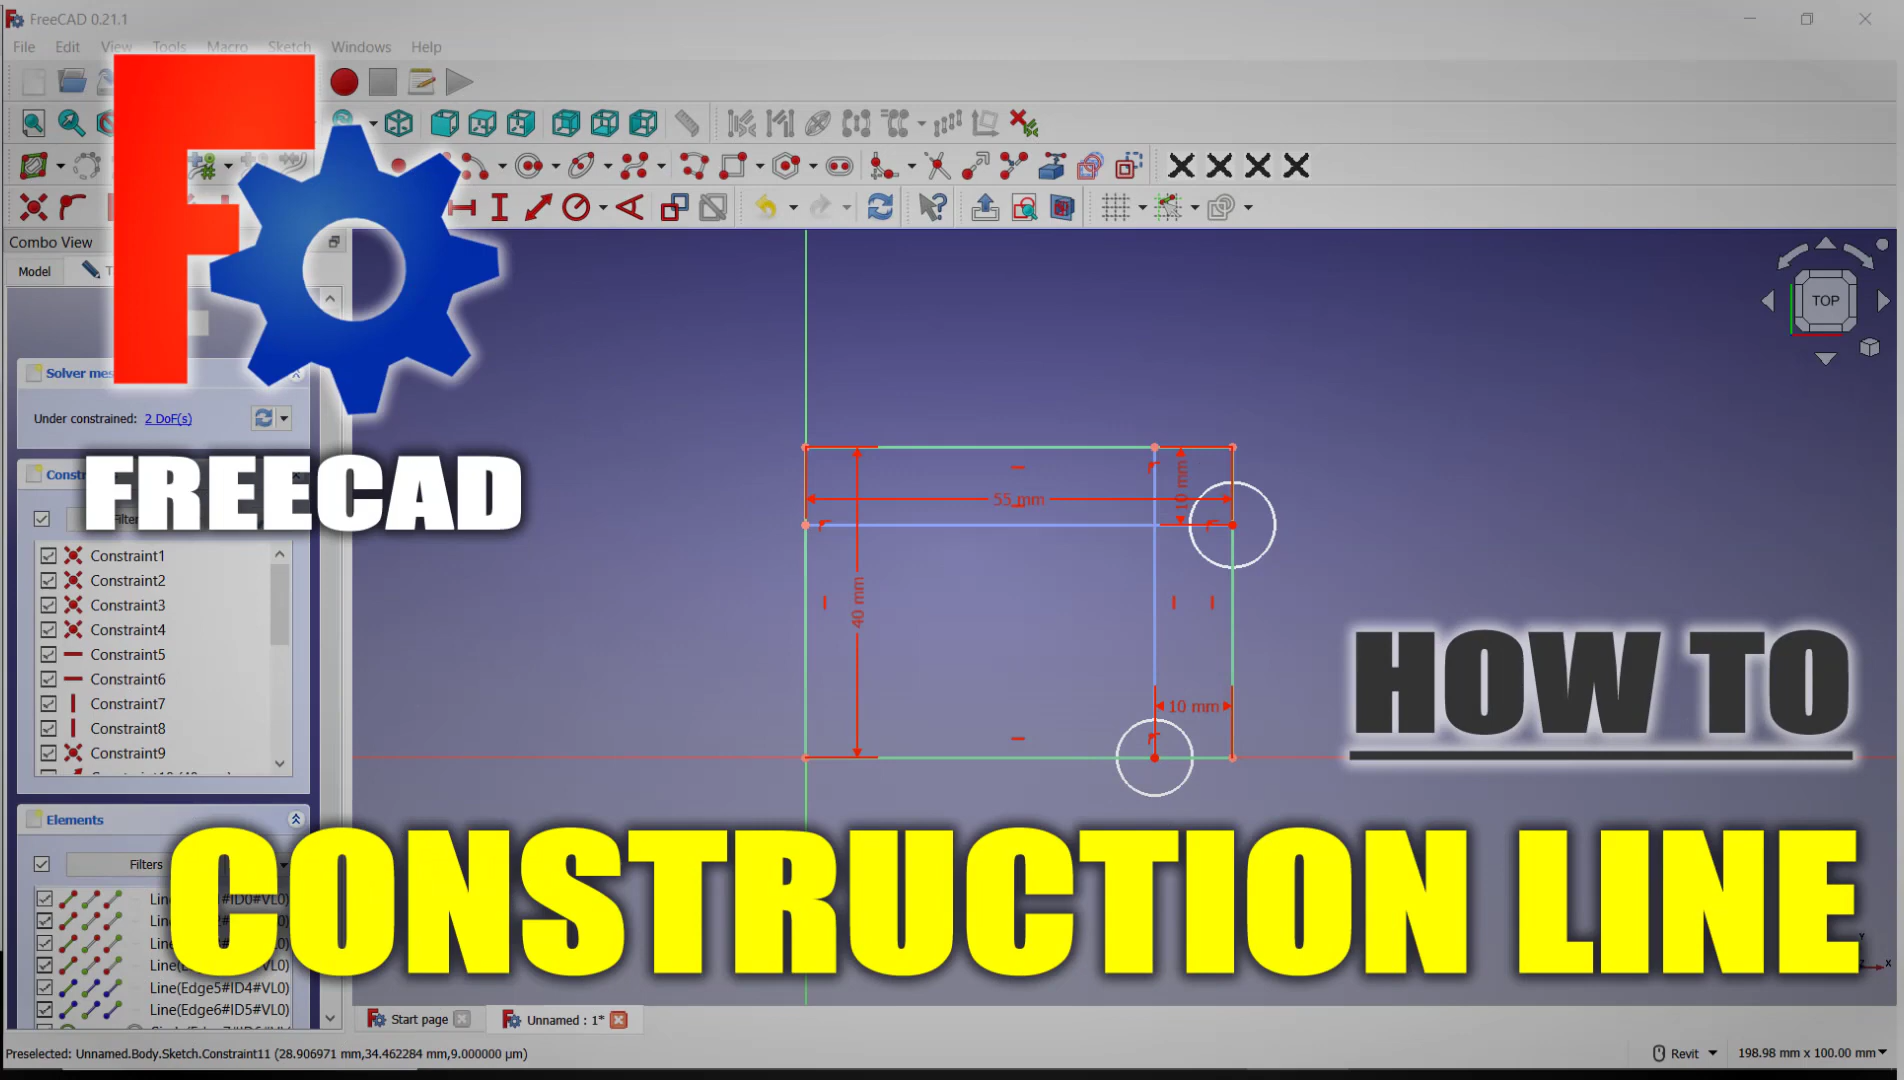 FreeCAD 0.21.1
File Edit View Tools Macro Sketch Windows Help
Combo View
Model
Solver
Under constrained: 2 DoF(s)
FREECAD
Constraint1
Constraint2
Constraint3
Constraint4
Constraint5
Constraint6
Constraint7
Constraint8
Constraint9
Elements
Filters
Line(Edge5#ID4#VL0)
Line(Edge6#ID5#VL0)
TOP
55 mm
10 mm
40 mm
10 mm
HOW TO
CONSTRUCTION LINE
Y
X
Start page
Unnamed : 1*
Preselected: Unnamed.Body.Sketch.Constraint11 (28.906971 mm,34.462284 mm,9.000000 µm)
Revit
198.98 mm x 100.00 mm